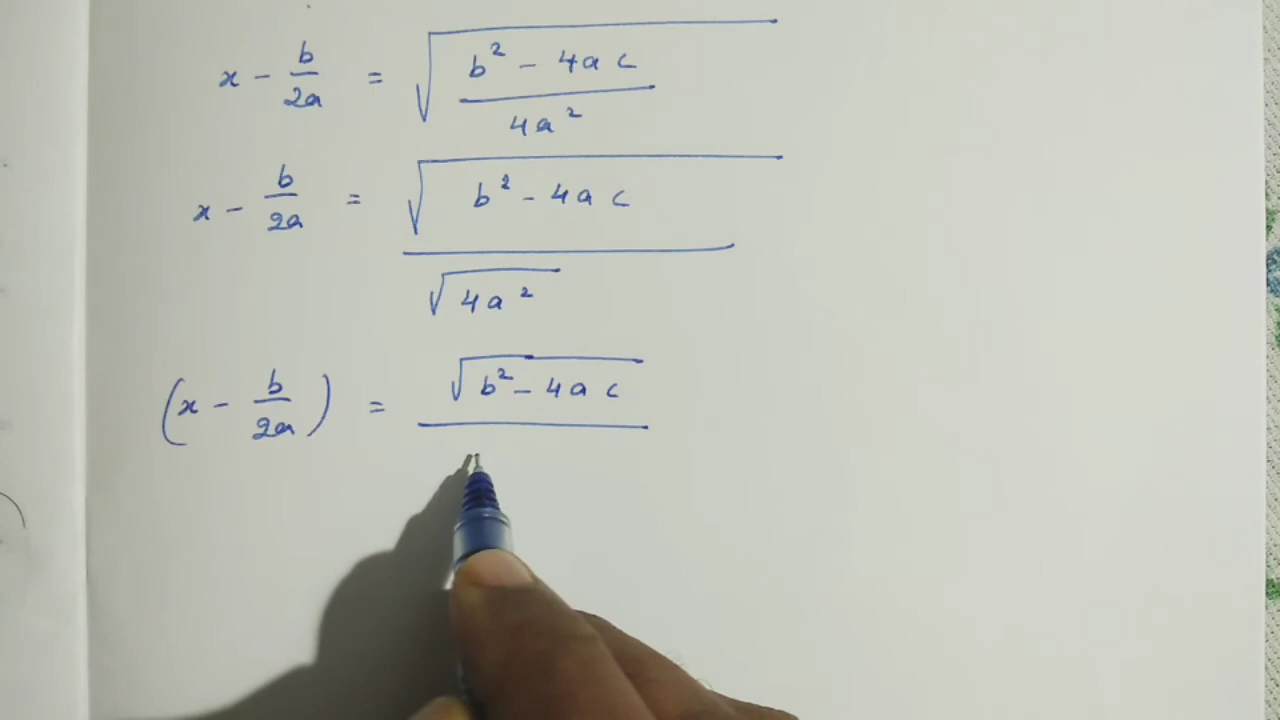 x - b/2a = √((b² - 4ac)/(4a²))
x - b/2a = √(b² - 4ac) / √(4a²)
(x - b/2a) = √(b² - 4ac) /